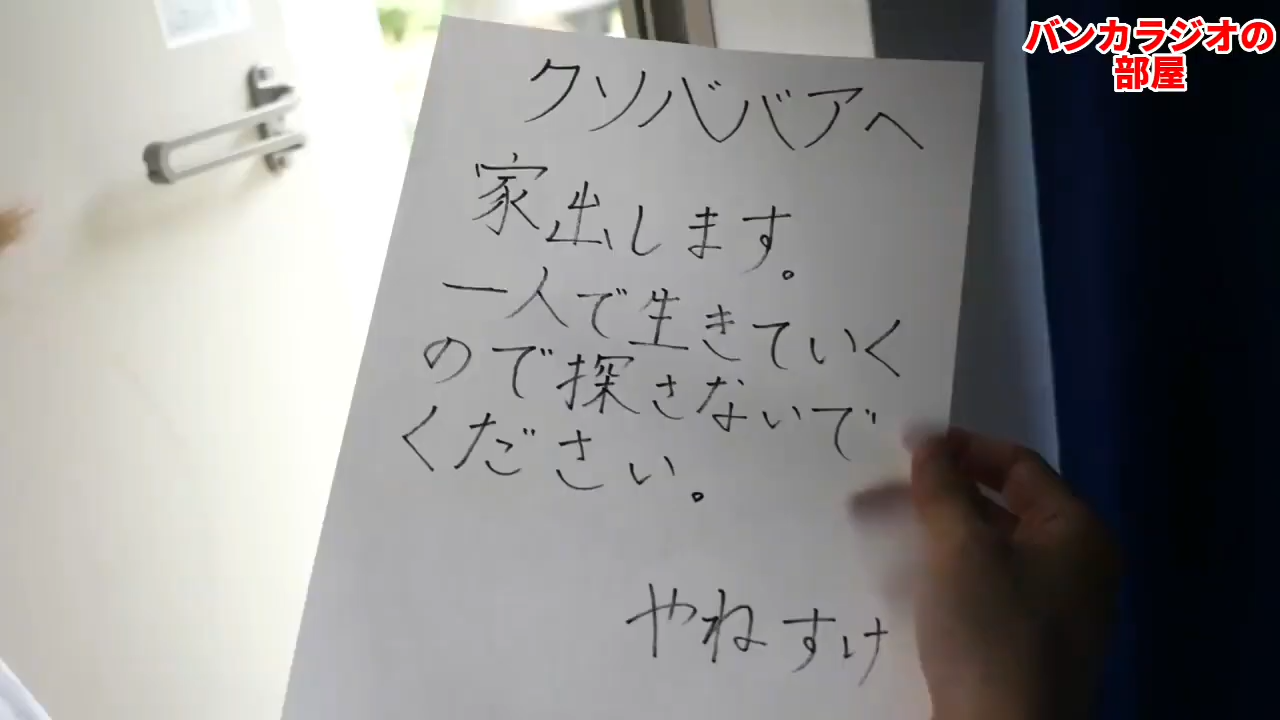 バンカラジオの
部屋
クソババアへ
家出します。
一人で生きていく
ので探さないで
ください。
やねすけ